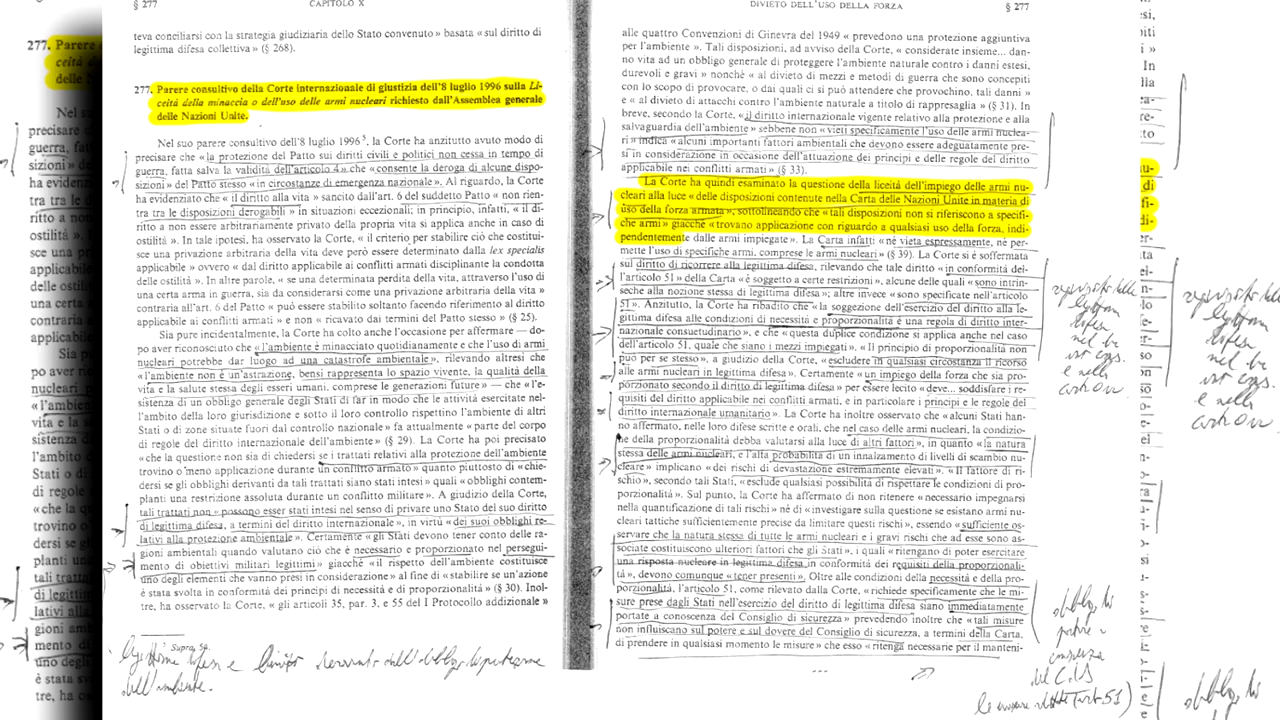 § 277
CAPITOLO X
teva conciliarsi con la strategia giudiziaria dello Stato convenuto » basata « sul diritto di
legittima difesa collettiva » (§ 268).
277. Parere consultivo della Corte internazionale di giustizia dell'8 luglio 1996 sulla Li-
ceità della minaccia o dell'uso delle armi nucleari richiesto dall'Assemblea generale
delle Nazioni Unite.
Nel suo parere consultivo dell'8 luglio 1996⁵, la Corte ha anzitutto avuto modo di
precisare che « la protezione del Patto sui diritti civili e politici non cessa in tempo di
guerra, fatta salva la validità dell'articolo 4 » che « consente la deroga di alcune dispo-
sizioni » del Patto stesso « in circostanze di emergenza nazionale ». Al riguardo, la Corte
ha evidenziato che « il diritto alla vita » sancito dall'art. 6 del suddetto Patto « non rien-
tra tra le disposizioni derogabili » in situazioni eccezionali; in principio, infatti, « il di-
ritto a non essere arbitrariamente privato della propria vita si applica anche in caso di
ostilità ». In tale ipotesi, ha osservato la Corte, « il criterio per stabilire ciò che costitui-
sce una privazione arbitraria della vita deve però essere determinato dalla lex specialis
applicabile » ovvero « dal diritto applicabile ai conflitti armati disciplinante la condotta
delle ostilità ». In altre parole, « se una determinata perdita della vita, attraverso l'uso di
una certa arma in guerra, sia da considerarsi come una privazione arbitraria della vita »
contraria all'art. 6 del Patto « può essere stabilito soltanto facendo riferimento al diritto
applicabile ai conflitti armati » e non « ricavato dai termini del Patto stesso » (§ 25).
Sia pure incidentalmente, la Corte ha colto anche l'occasione per affermare — do-
po aver riconosciuto che « l'ambiente è minacciato quotidianamente e che l'uso di armi
nucleari potrebbe dar luogo ad una catastrofe ambientale », rilevando altresì che
« l'ambiente non è un'astrazione, bensì rappresenta lo spazio vivente, la qualità della
vita e la salute stessa degli esseri umani, comprese le generazioni future » — che « l'e-
sistenza di un obbligo generale degli Stati di far in modo che le attività esercitate nel-
l'ambito della loro giurisdizione e sotto il loro controllo rispettino l'ambiente di altri
Stati o di zone situate fuori dal controllo nazionale » fa attualmente « parte del corpo
di regole del diritto internazionale dell'ambiente » (§ 29). La Corte ha poi precisato
« che la questione non sia di chiedersi se i trattati relativi alla protezione dell'ambiente
trovino o meno applicazione durante un conflitto armato » quanto piuttosto di « chie-
dersi se gli obblighi derivanti da tali trattati siano stati intesi » quali « obblighi contem-
planti una restrizione assoluta durante un conflitto militare ». A giudizio della Corte,
tali trattati non « possono esser stati intesi nel senso di privare uno Stato del suo diritto
di legittima difesa, a termini del diritto internazionale », in virtù « dei suoi obblighi re-
lativi alla protezione ambientale ». Certamente « gli Stati devono tener conto delle ra-
gioni ambientali quando valutano ciò che è necessario e proporzionato nel persegui-
mento di obiettivi militari legittimi » giacché « il rispetto dell'ambiente costituisce
uno degli elementi che vanno presi in considerazione » al fine di « stabilire se un'azione
è stata svolta in conformità dei principi di necessità e di proporzionalità » (§ 30). Inol-
tre, ha osservato la Corte, « gli articoli 35, par. 3, e 55 del I Protocollo addizionale »
Supra, 54.
dell'ambiente.
DIVIETO DELL'USO DELLA FORZA
§ 277
alle quattro Convenzioni di Ginevra del 1949 « prevedono una protezione aggiuntiva
per l'ambiente ». Tali disposizioni, ad avviso della Corte, « considerate insieme... dan-
no vita ad un obbligo generale di proteggere l'ambiente naturale contro i danni estesi,
durevoli e gravi » nonché « al divieto di mezzi e metodi di guerra che sono concepiti
con lo scopo di provocare, o dai quali ci si può attendere che provochino, tali danni »
e « al divieto di attacchi contro l'ambiente naturale a titolo di rappresaglia » (§ 31). In
breve, secondo la Corte, « il diritto internazionale vigente relativo alla protezione e alla
salvaguardia dell'ambiente » sebbene non « vieti specificamente l'uso delle armi nuclea-
ri » indica « alcuni importanti fattori ambientali che devono essere adeguatamente pre-
si in considerazione in occasione dell'attuazione dei principi e delle regole del diritto
applicabile nei conflitti armati » (§ 33).
La Corte ha quindi esaminato la questione della liceità dell'impiego delle armi nu-
cleari alla luce « delle disposizioni contenute nella Carta delle Nazioni Unite in materia di
uso della forza armata », sottolineando che « tali disposizioni non si riferiscono a specifi-
che armi » giacché « trovano applicazione con riguardo a qualsiasi uso della forza, indi-
pendentemente dalle armi impiegate ». La Carta infatti « né vieta espressamente, né per-
mette l'uso di specifiche armi, comprese le armi nucleari » (§ 39). La Corte si è soffermata
sul diritto di ricorrere alla legittima difesa, rilevando che tale diritto « in conformità del-
l'articolo 51 » della Carta « è soggetto a certe restrizioni », alcune delle quali « sono intrin-
seche alla nozione stessa di legittima difesa »; altre invece « sono specificate nell'articolo
51 ». Anzitutto, la Corte ha ribadito che « la soggezione dell'esercizio del diritto alla le-
gittima difesa alle condizioni di necessità e proporzionalità è una regola di diritto inter-
nazionale consuetudinario », e che « questa duplice condizione si applica anche nel caso
dell'articolo 51, quale che siano i mezzi impiegati ». « Il principio di proporzionalità non
può per se stesso », a giudizio della Corte, « escludere in qualsiasi circostanza il ricorso
alle armi nucleari in legittima difesa ». Certamente « un impiego della forza che sia pro-
porzionato secondo il diritto di legittima difesa » per essere lecito « deve... soddisfare i re-
quisiti del diritto applicabile nei conflitti armati, e in particolare i principi e le regole del
diritto internazionale umanitario ». La Corte ha inoltre osservato che « alcuni Stati han-
no affermato, nelle loro difese scritte e orali, che nel caso delle armi nucleari, la condizio-
ne della proporzionalità debba valutarsi alla luce di altri fattori », in quanto « la natura
stessa delle armi nucleari, e l'alta probabilità di un innalzamento di livelli di scambio nu-
cleare » implicano « dei rischi di devastazione estremamente elevati ». « Il fattore di ri-
schio », secondo tali Stati, « esclude qualsiasi possibilità di rispettare le condizioni di pro-
porzionalità ». Sul punto, la Corte ha affermato di non ritenere « necessario impegnarsi
nella quantificazione di tali rischi » né di « investigare sulla questione se esistano armi nu-
cleari tattiche sufficientemente precise da limitare questi rischi », essendo « sufficiente os-
servare che la natura stessa di tutte le armi nucleari e i gravi rischi che ad esse sono as-
sociate costituiscono ulteriori fattori che gli Stati », i quali « ritengano di poter esercitare
una risposta nucleare in legittima difesa in conformità dei requisiti della proporzionali-
tà », devono comunque « tener presenti ». Oltre alle condizioni della necessità e della pro-
porzionalità, l'articolo 51, come rilevato dalla Corte, « richiede specificamente che le mi-
sure prese dagli Stati nell'esercizio del diritto di legittima difesa siano immediatamente
portate a conoscenza del Consiglio di sicurezza » prevedendo inoltre che « tali misure
non influiscano sul potere e sul dovere del Consiglio di sicurezza, a termini della Carta,
di prendere in qualsiasi momento le misure » che esso « ritenga necessarie per il manteni-